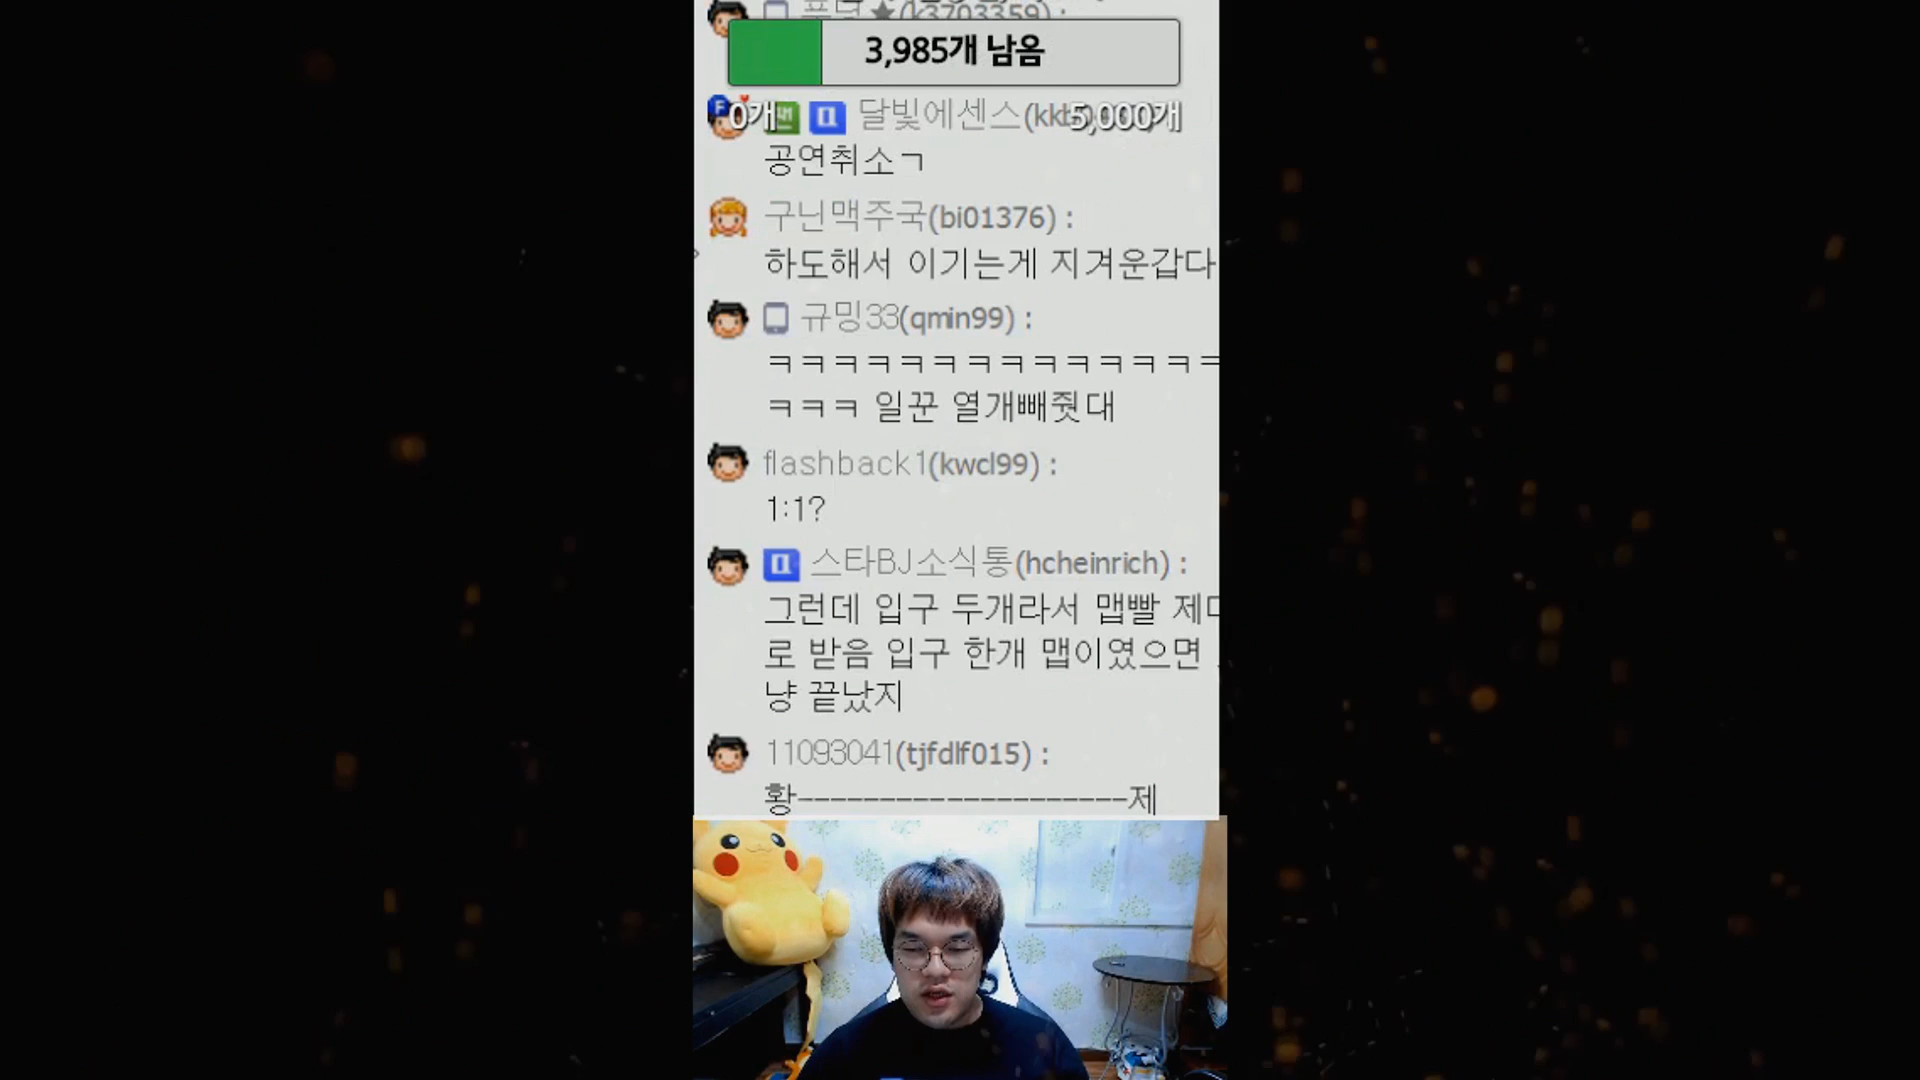 푸딩★(k3703359) :
3,985개 남음
0개 5,000개
달빛에센스
공연취소ㄱ
구닌맥주국(bi01376) :
하도해서 이기는게 지겨운갑다
규밍33(qmin99) :
ㅋㅋㅋㅋㅋㅋㅋㅋㅋㅋㅋㅋㅋㅋ
ㅋㅋㅋ 일꾼 열개빼줫대
flashback1(kwcl99) :
1:1?
스타BJ소식통(hcheinrich) :
그런데 입구 두개라서 맵빨 제대
로 받음 입구 한개 맵이였으면
냥 끝났지
11093041(tjfdlf015) :
황--------------------제